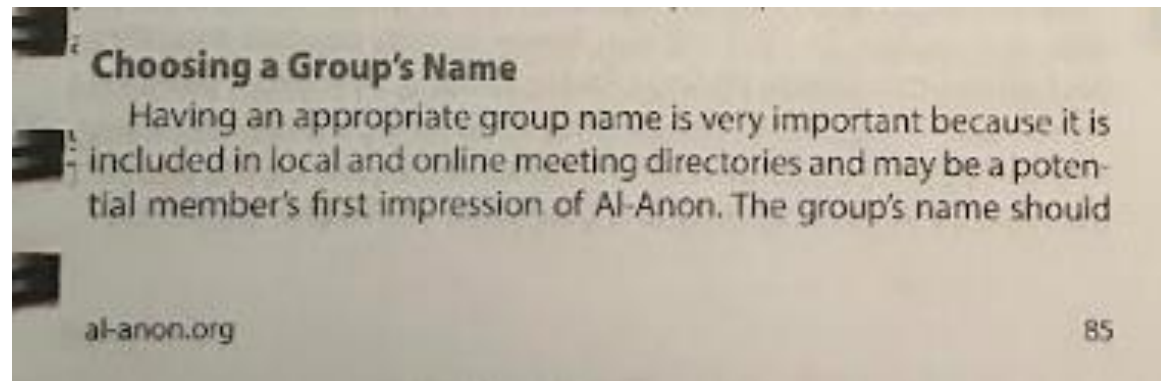 Choosing a Group's Name
Having an appropriate group name is very important because it is
included in local and online meeting directories and may be a poten-
tial member's first impression of Al-Anon. The group's name should
al-anon.org
85